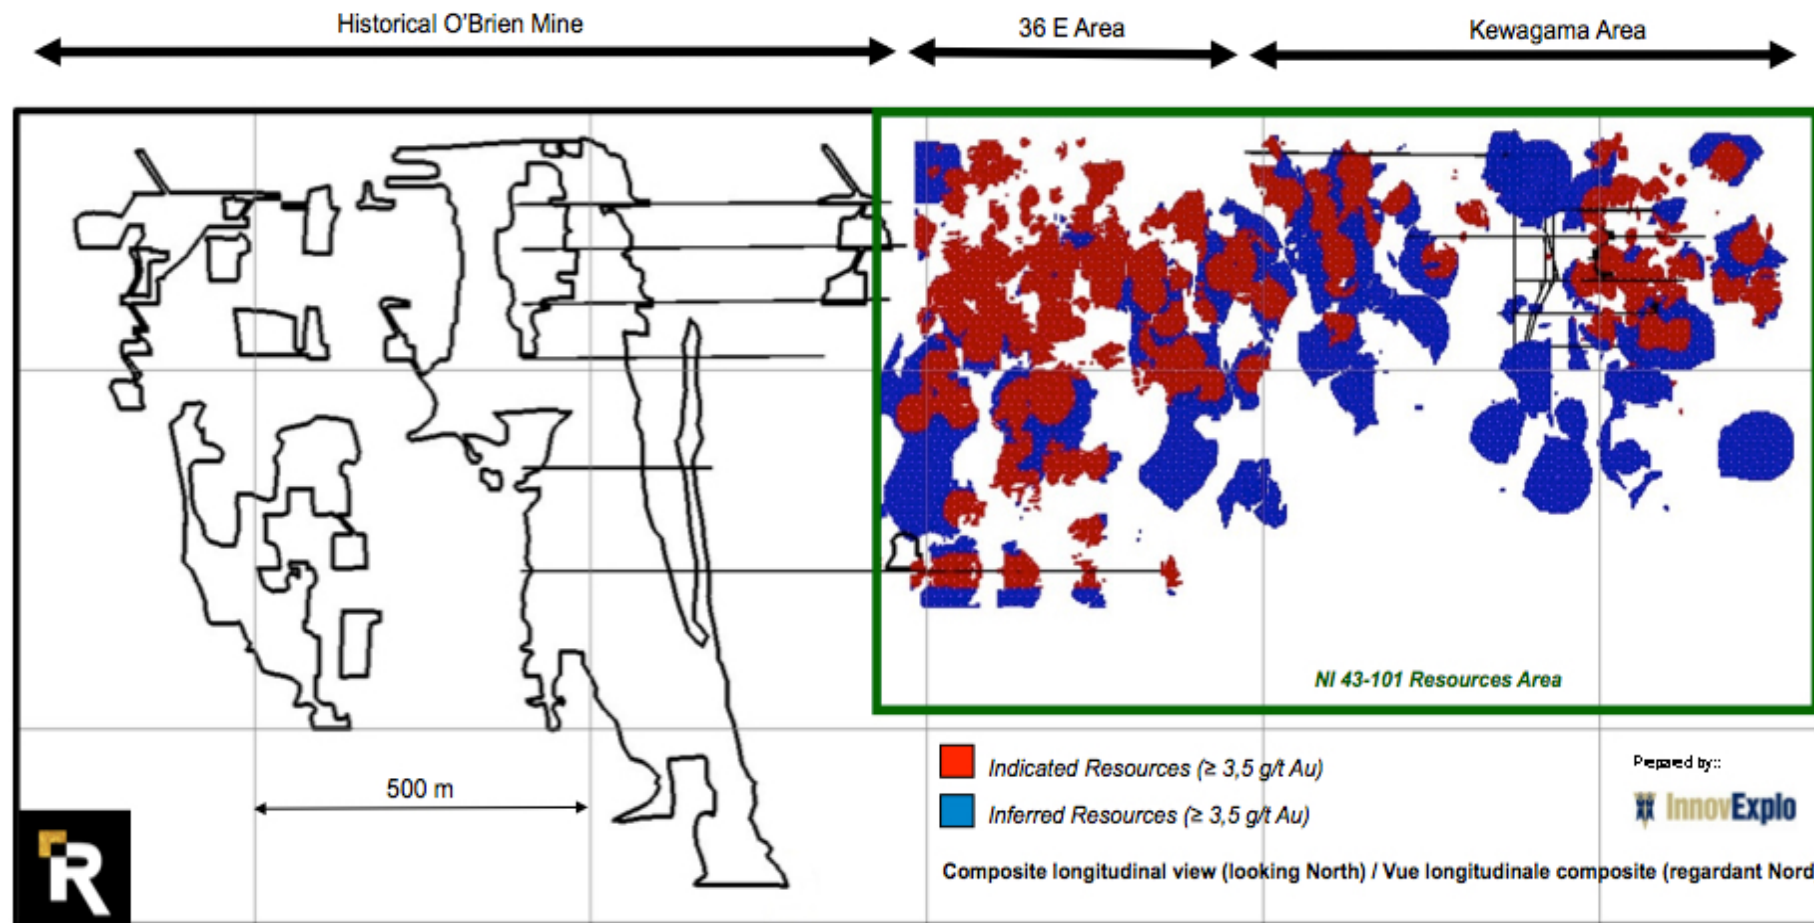 Historical O'Brien Mine
36 E Area
Kewagama Area
NI 43-101 Resources Area
500 m
Indicated Resources (≥ 3,5 g/t Au)
Inferred Resources (≥ 3,5 g/t Au)
Prepared by::
InnovExplo
Composite longitudinal view (looking North) / Vue longitudinale composite (regardant Nord
R